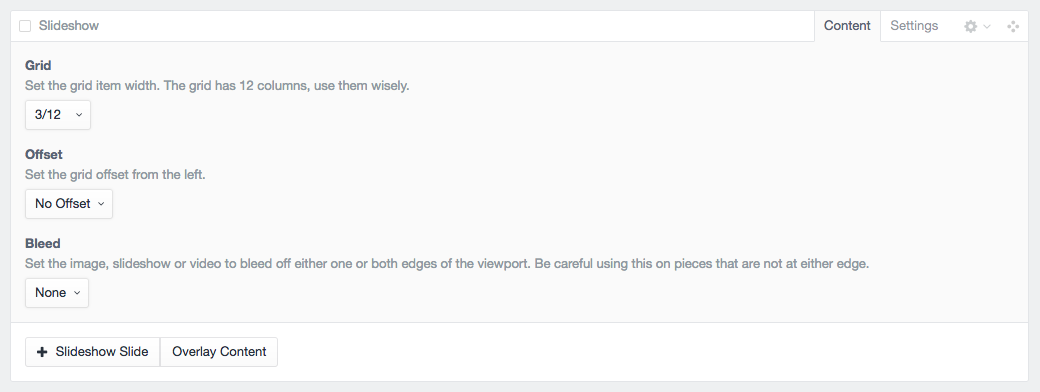 Slideshow Content Settings
Grid
Set the grid item width. The grid has 12 columns, use them wisely.
3/12
Offset
Set the grid offset from the left.
No Offset
Bleed
Set the image, slideshow or video to bleed off either one or both edges of the viewport. Be careful using this on pieces that are not at either edge.
None
Slideshow Slide Overlay Content